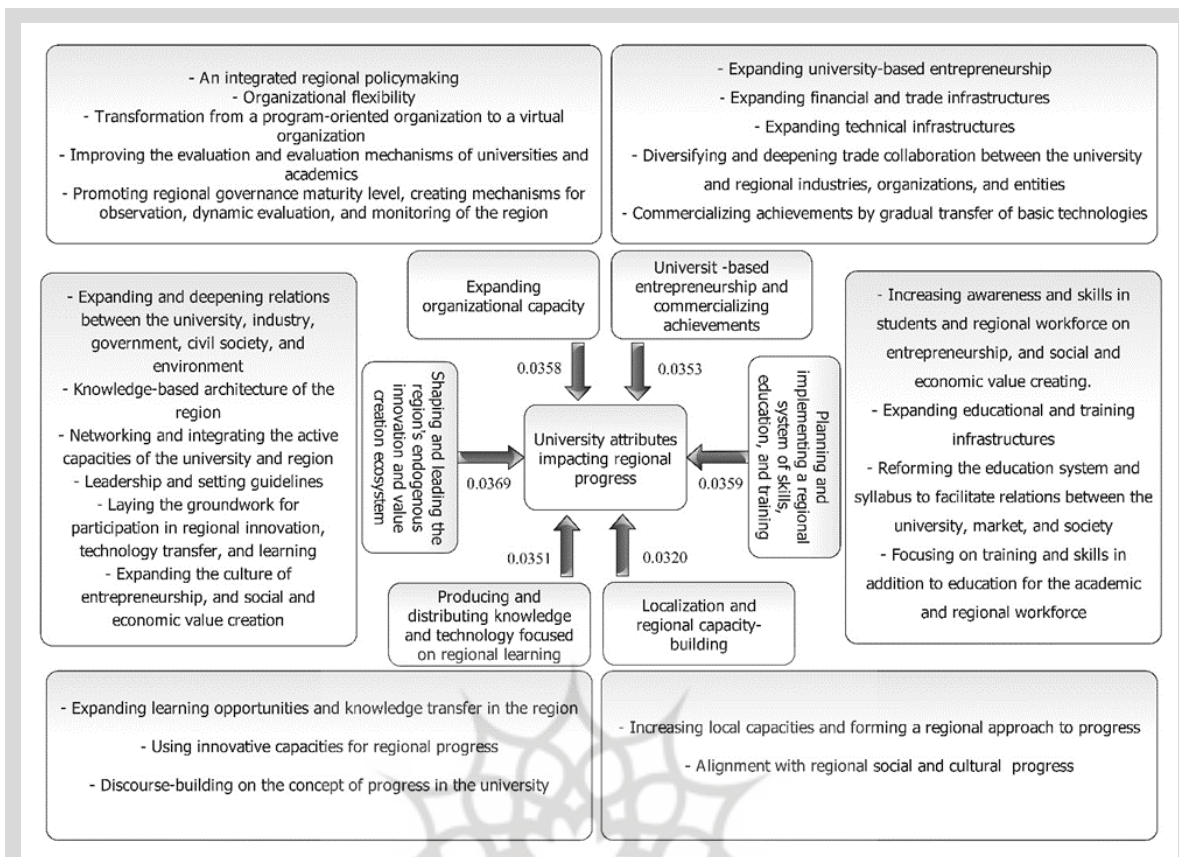 - An integrated regional policymaking
- Organizational flexibility
- Transformation from a program-oriented organization to a virtual
organization
- Improving the evaluation and evaluation mechanisms of universities and
academics
- Promoting regional governance maturity level, creating mechanisms for
observation, dynamic evaluation, and monitoring of the region
- Expanding university-based entrepreneurship
- Expanding financial and trade infrastructures
- Expanding technical infrastructures
- Diversifying and deepening trade collaboration between the university
and regional industries, organizations, and entities
- Commercializing achievements by gradual transfer of basic technologies
Expanding
organizational capacity
Universit -based
entrepreneurship and
commercializing
achievements
- Expanding and deepening relations
between the university, industry,
government, civil society, and
environment
- Knowledge-based architecture of the
region
- Networking and integrating the active
capacities of the university and region
- Leadership and setting guidelines
- Laying the groundwork for
participation in regional innovation,
technology transfer, and learning
- Expanding the culture of
entrepreneurship, and social and
economic value creation
Shaping and leading the
region's endogenous
innovation and value
creation ecosystem
0.0358
0.0353
0.0369
University attributes
impacting regional
progress
0.0359
0.0351
0.0320
Planning and
implementing a regional
system of skills,
education, and training
- Increasing awareness and skills in
students and regional workforce on
entrepreneurship, and social and
economic value creating.
- Expanding educational and training
infrastructures
- Reforming the education system and
syllabus to facilitate relations between the
university, market, and society
- Focusing on training and skills in
addition to education for the academic
and regional workforce
Producing and
distributing knowledge
and technology focused
on regional learning
Localization and
regional capacity-
building
- Expanding learning opportunities and knowledge transfer in the region
- Using innovative capacities for regional progress
- Discourse-building on the concept of progress in the university
- Increasing local capacities and forming a regional approach to progress
- Alignment with regional social and cultural progress